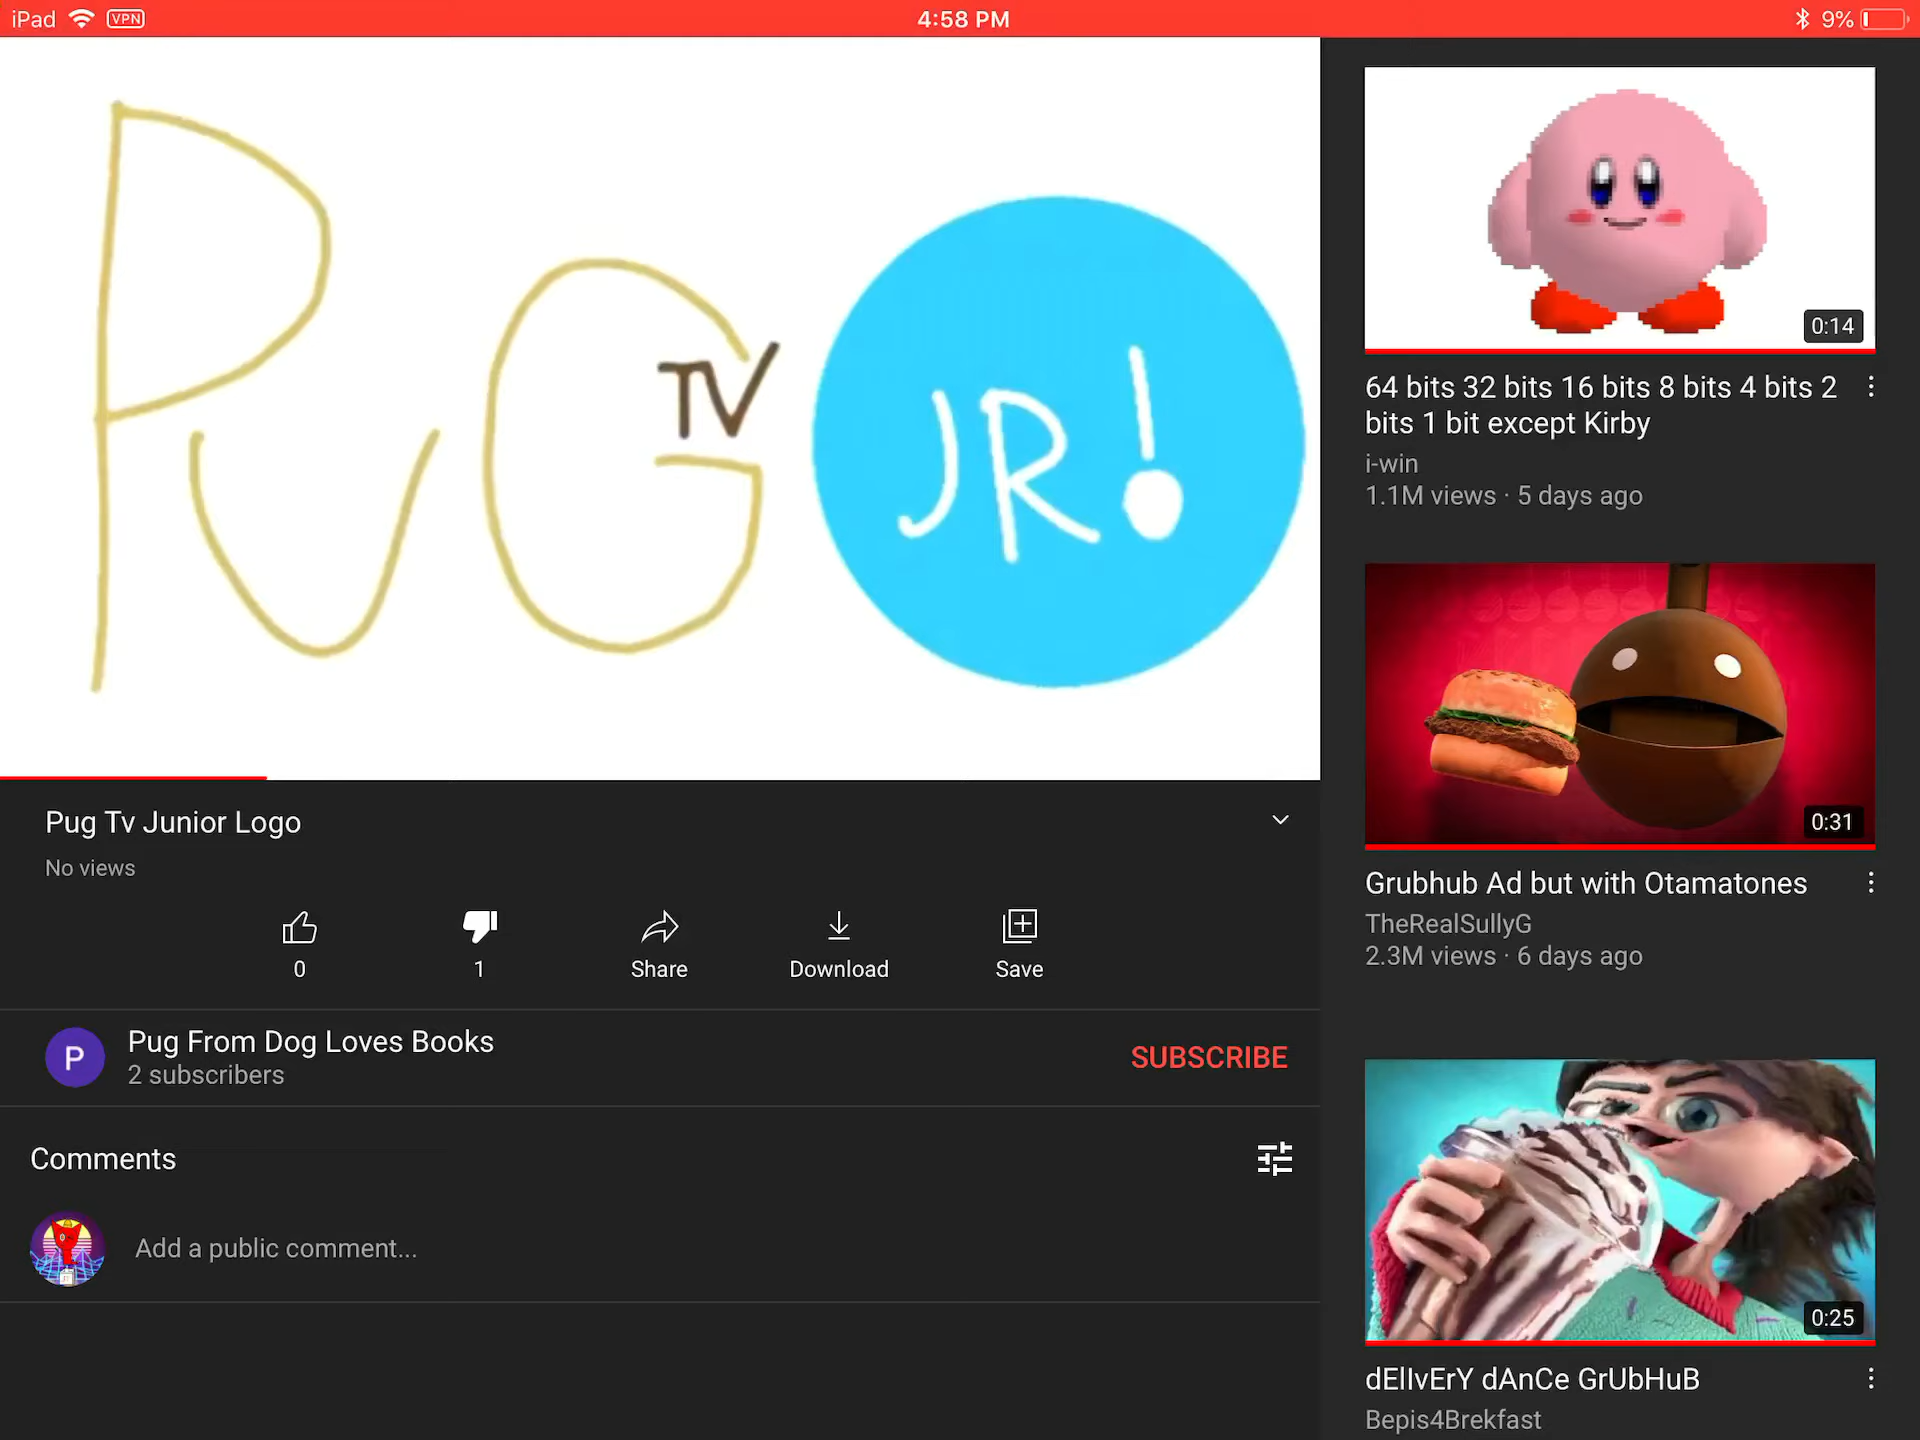 iPad VPN 4:58 PM 9%
PUG
TV
JR!
Pug Tv Junior Logo
No views
0 1 Share Download Save
P
Pug From Dog Loves Books
2 subscribers
SUBSCRIBE
Comments
Add a public comment...
0:14
64 bits 32 bits 16 bits 8 bits 4 bits 2
bits 1 bit except Kirby
i-win
1.1M views · 5 days ago
0:31
Grubhub Ad but with Otamatones
TheRealSullyG
2.3M views · 6 days ago
0:25
dElIvErY dAnCe GrUbHuB
Bepis4Brekfast